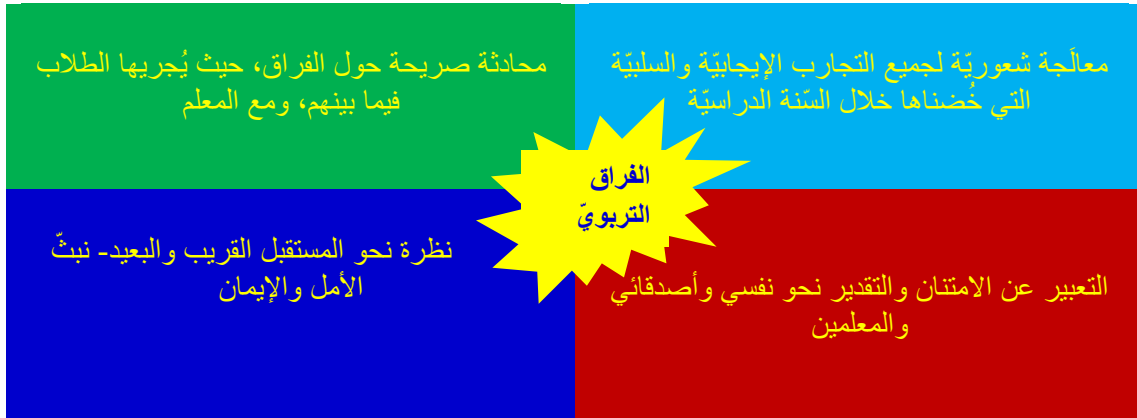 معالَجة شعوريّة لجميع التجارب الإيجابيّة والسلبيّة
التي خُضناها خلال السّنة الدراسيّة
محادثة صريحة حول الفراق، حيث يُجريها الطلاب
فيما بينهم، ومع المعلم
الفراق
التربويّ
التعبير عن الامتنان والتقدير نحو نفسي وأصدقائي
والمعلمين
نظرة نحو المستقبل القريب والبعيد- نبثّ
الأمل والإيمان